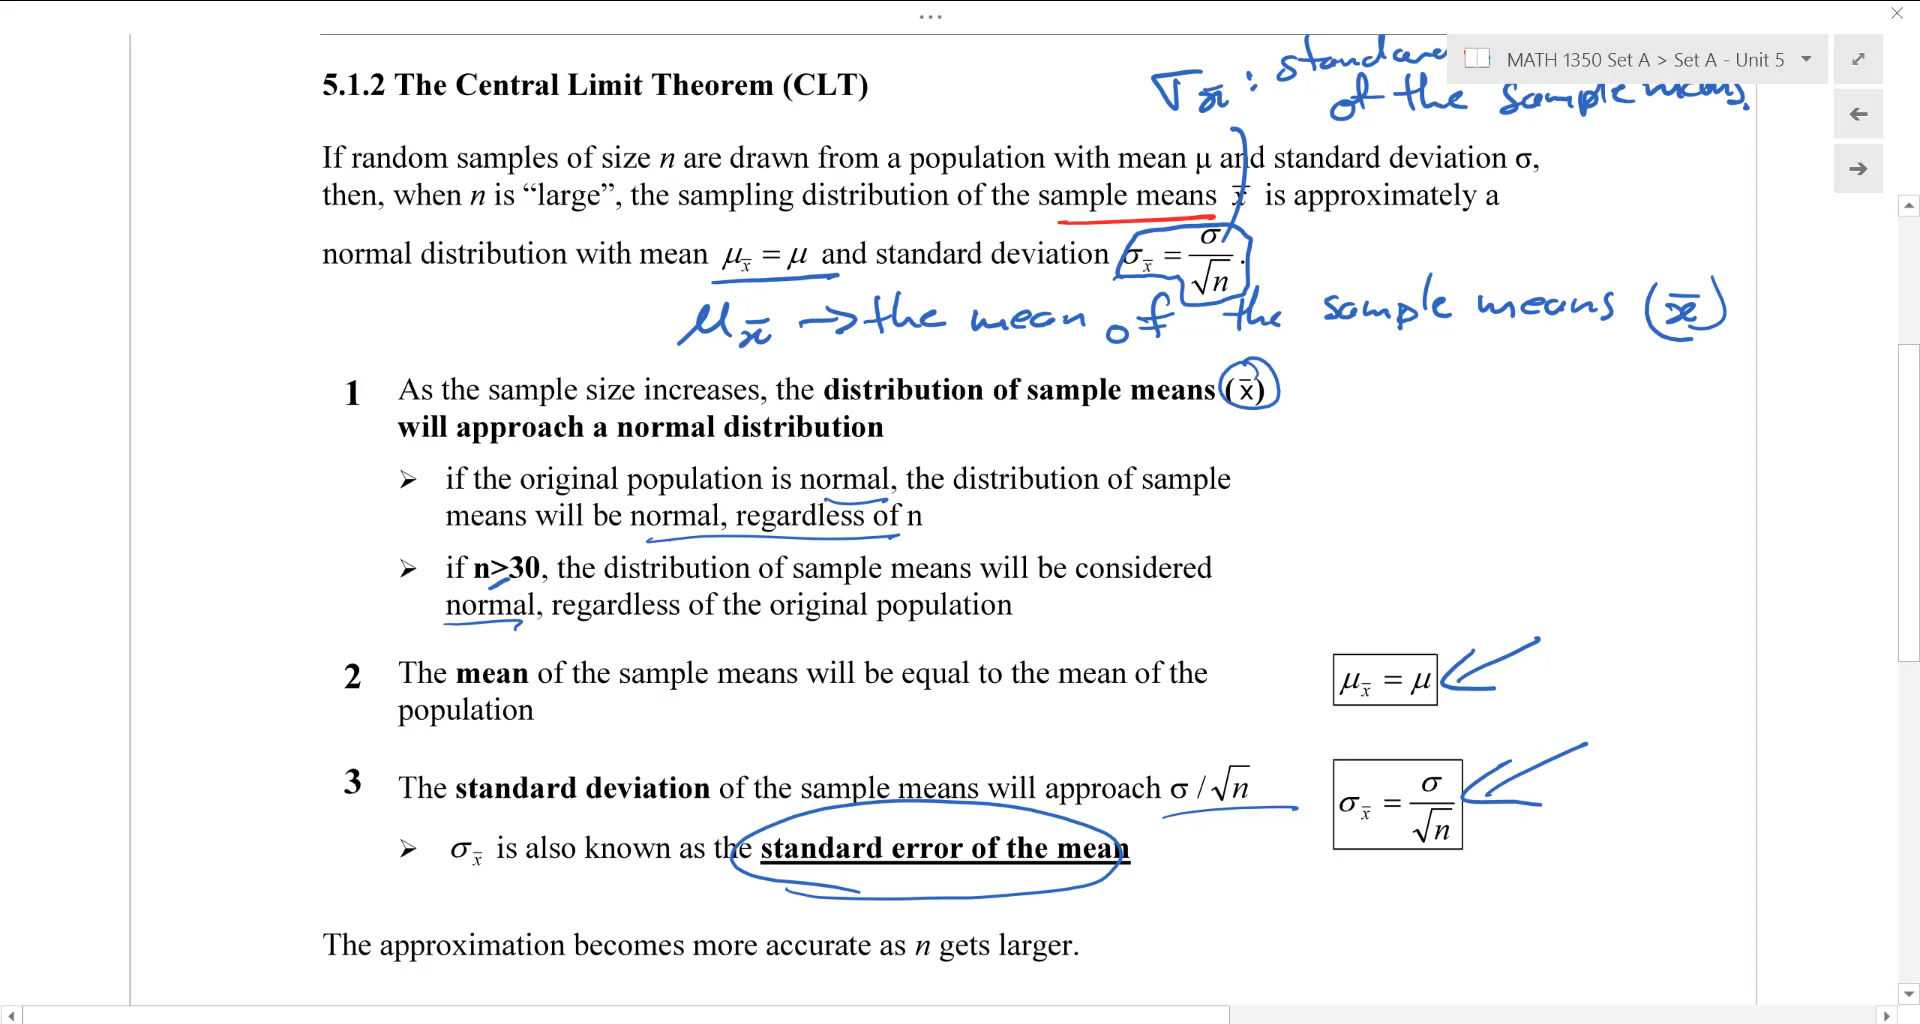 MATH 1350 Set A > Set A - Unit 5
5.1.2 The Central Limit Theorem (CLT)
σx̄ : standard
of the sample means.
If random samples of size n are drawn from a population with mean μ and standard deviation σ,
then, when n is “large”, the sampling distribution of the sample means x̄ is approximately a
normal distribution with mean μx̄ = μ and standard deviation σx̄ = σ/√n.
μx̄ → the mean of the sample means (x̄)
1 As the sample size increases, the distribution of sample means (x̄)
will approach a normal distribution
➢ if the original population is normal, the distribution of sample
means will be normal, regardless of n
➢ if n>30, the distribution of sample means will be considered
normal, regardless of the original population
2 The mean of the sample means will be equal to the mean of the
population
μx̄ = μ
3 The standard deviation of the sample means will approach σ /√n
σx̄ = σ/√n
➢ σx̄ is also known as the standard error of the mean
The approximation becomes more accurate as n gets larger.